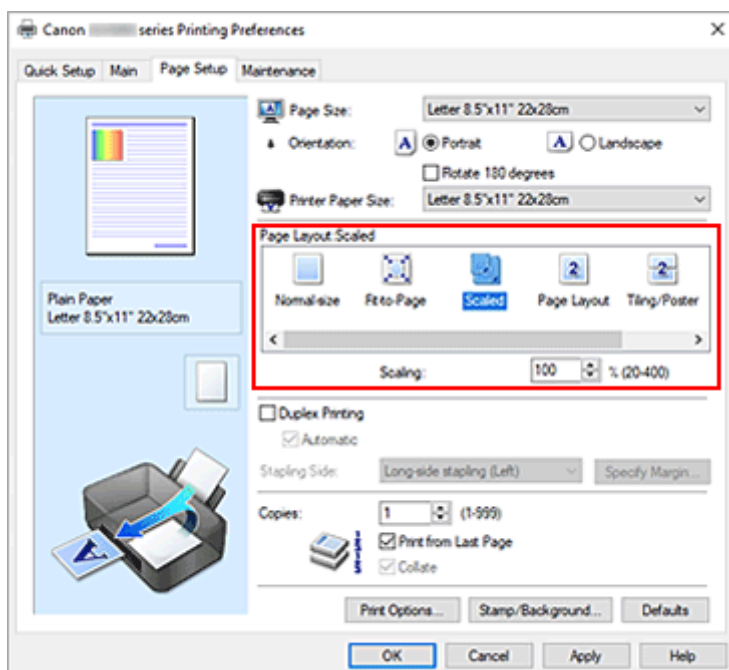 Canon series Printing Preferences
Quick Setup Main Page Setup Maintenance
Page Size: Letter 8.5"x11" 22x28cm
Orientation: A Portrait A Landscape
Rotate 180 degrees
Printer Paper Size: Letter 8.5"x11" 22x28cm
Page Layout:Scaled
2 2
Normal-size Fit-to-Page Scaled Page Layout Tiling/Poster
Plain Paper
Letter 8.5"x11" 22x28cm
Scaling: 100 % (20-400)
Duplex Printing
Automatic
Stapling Side: Long-side stapling (Left) Specify Margin...
Copies: 1 (1-999)
Print from Last Page
Collate
A
Print Options... Stamp/Background... Defaults
OK Cancel Apply Help